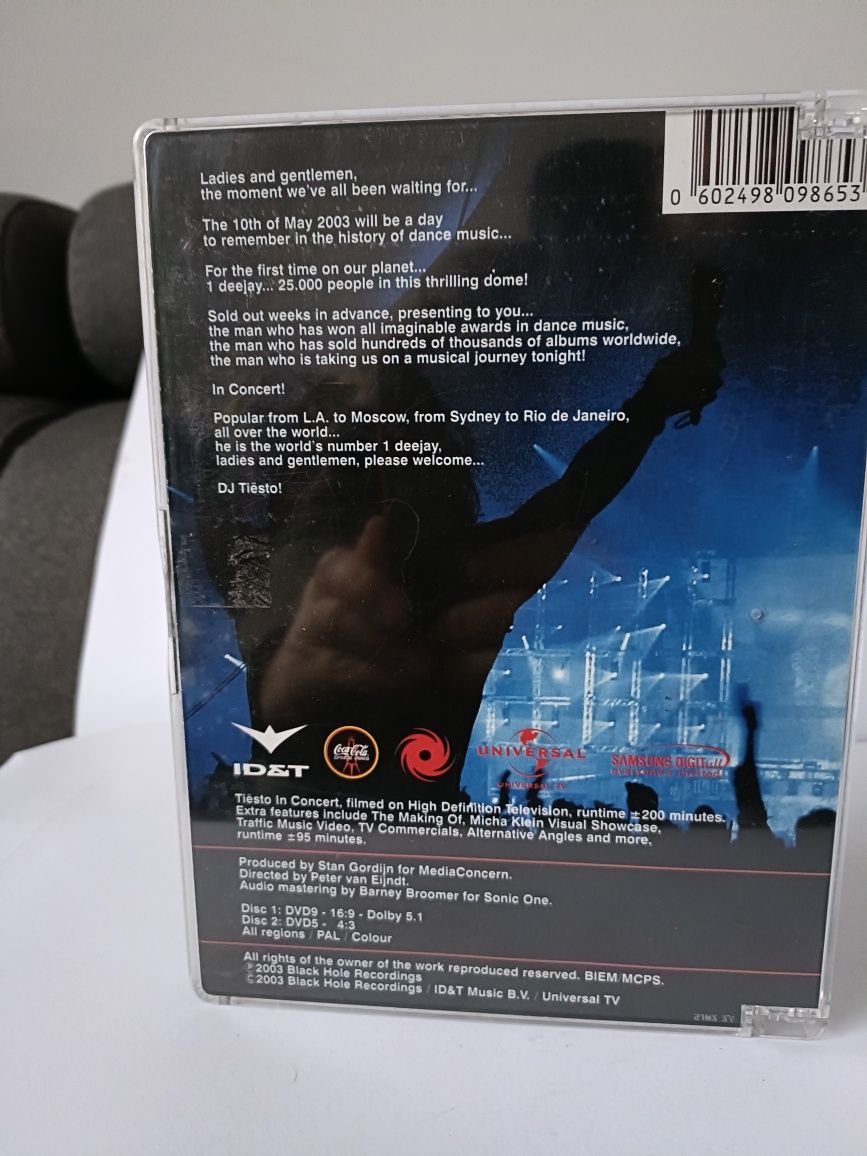 0 602498 098653
Ladies and gentlemen,
the moment we've all been waiting for...
The 10th of May 2003 will be a day
to remember in the history of dance music...
For the first time on our planet...
1 deejay... 25.000 people in this thrilling dome!
Sold out weeks in advance, presenting to you...
the man who has won all imaginable awards in dance music,
the man who has sold hundreds of thousands of albums worldwide,
the man who is taking us on a musical journey tonight!
In Concert!
Popular from L.A. to Moscow, from Sydney to Rio de Janeiro,
all over the world...
he is the world's number 1 deejay,
ladies and gentlemen, please welcome...
DJ Tiësto!
ID&T
Coca-Cola
UNIVERSAL
UNIVERSAL TV
SAMSUNG DIGITall
everyone's invited
Tiësto In Concert, filmed on High Definition Television, runtime ±200 minutes.
Extra features include The Making Of, Micha Klein Visual Showcase,
Traffic Music Video, TV Commercials, Alternative Angles and more,
runtime ±95 minutes.
Produced by Stan Gordijn for MediaConcern.
Directed by Peter van Eijndt.
Audio mastering by Barney Broomer for Sonic One.
Disc 1: DVD9 - 16:9 - Dolby 5.1
Disc 2: DVD5 - 4:3
All regions / PAL / Colour
All rights of the owner of the work reproduced reserved. BIEM/MCPS.
℗2003 Black Hole Recordings
©2003 Black Hole Recordings / ID&T Music B.V. / Universal TV